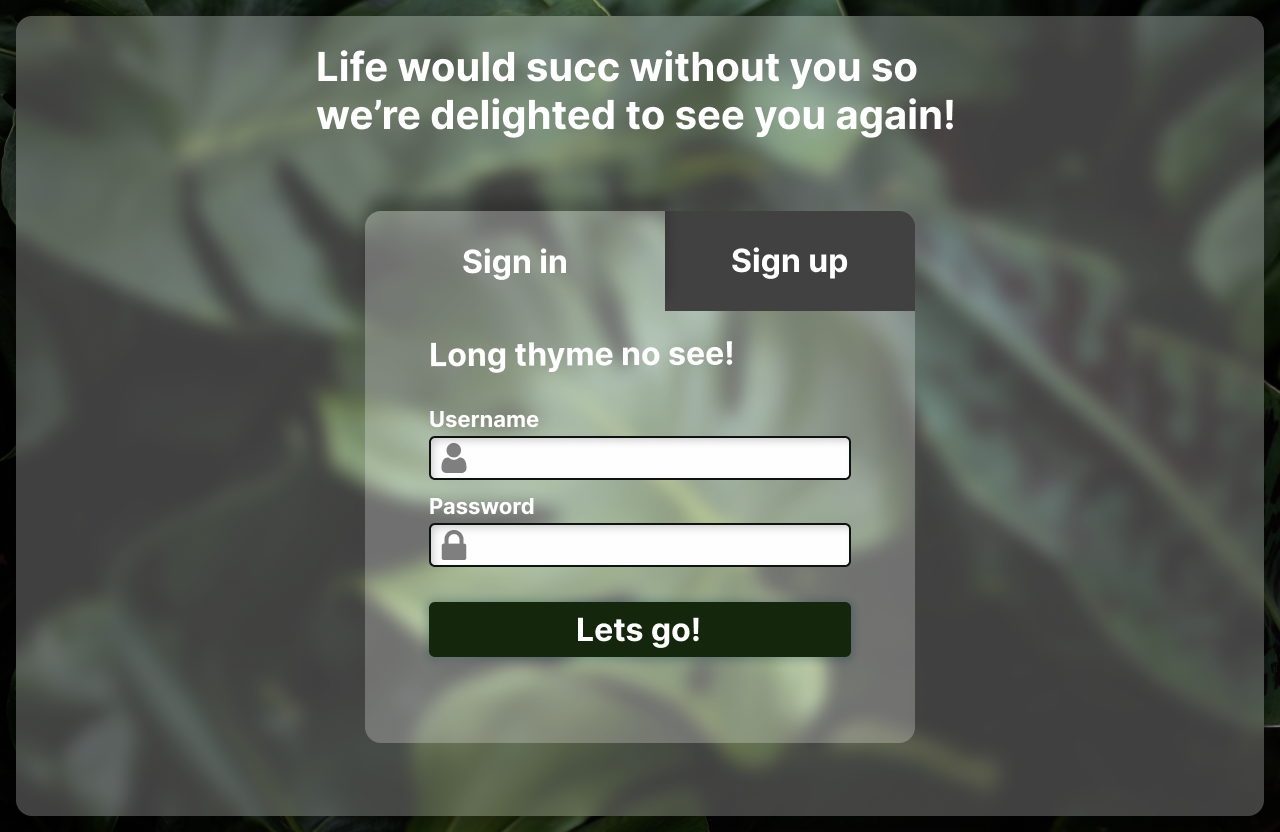 Life would succ without you so
we’re delighted to see you again!
Sign in
Sign up
Long thyme no see!
Username
Password
Lets go!